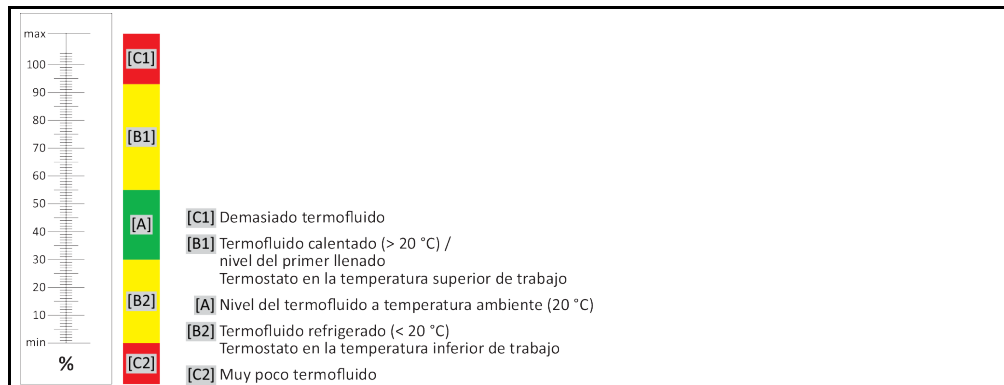 max
100
90
80
70
60
50
40
30
20
10
min
%
[C1]
[B1]
[A]
[B2]
[C2]
[C1] Demasiado termofluido
[B1] Termofluido calentado (> 20 °C) /
nivel del primer llenado
Termostato en la temperatura superior de trabajo
[A] Nivel del termofluido a temperatura ambiente (20 °C)
[B2] Termofluido refrigerado (< 20 °C)
Termostato en la temperatura inferior de trabajo
[C2] Muy poco termofluido